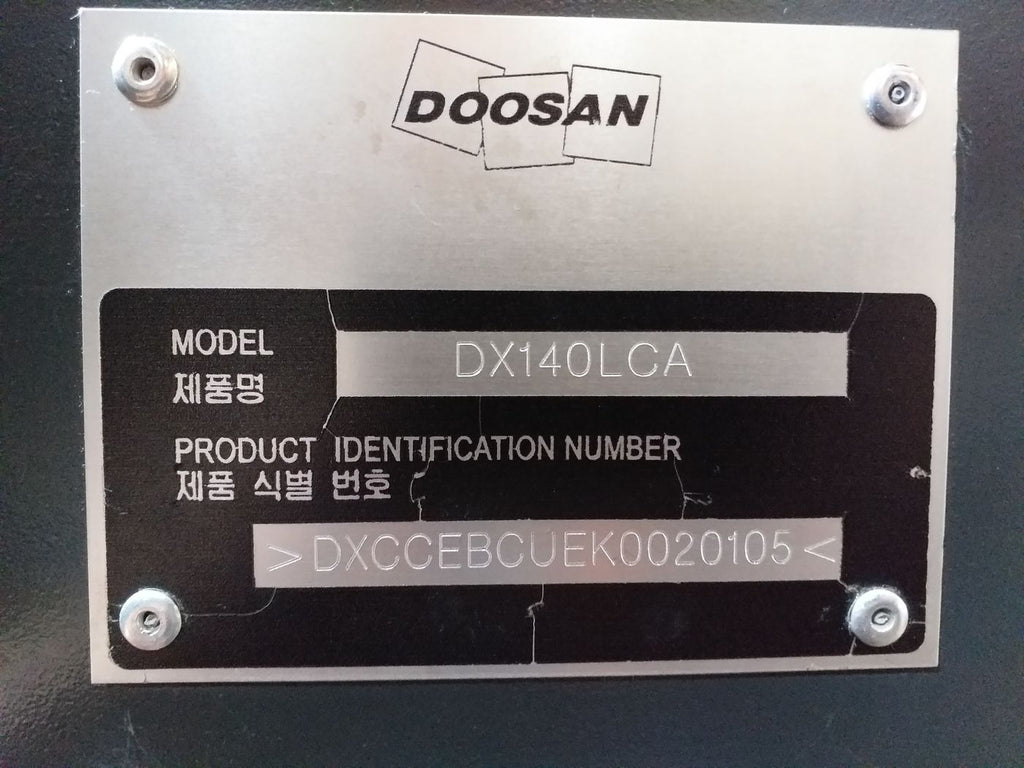 DOOSAN
MODEL
제품명
DX140LCA
PRODUCT IDENTIFICATION NUMBER
제품 식별 번호
>DXCCEBCUEK0020105<